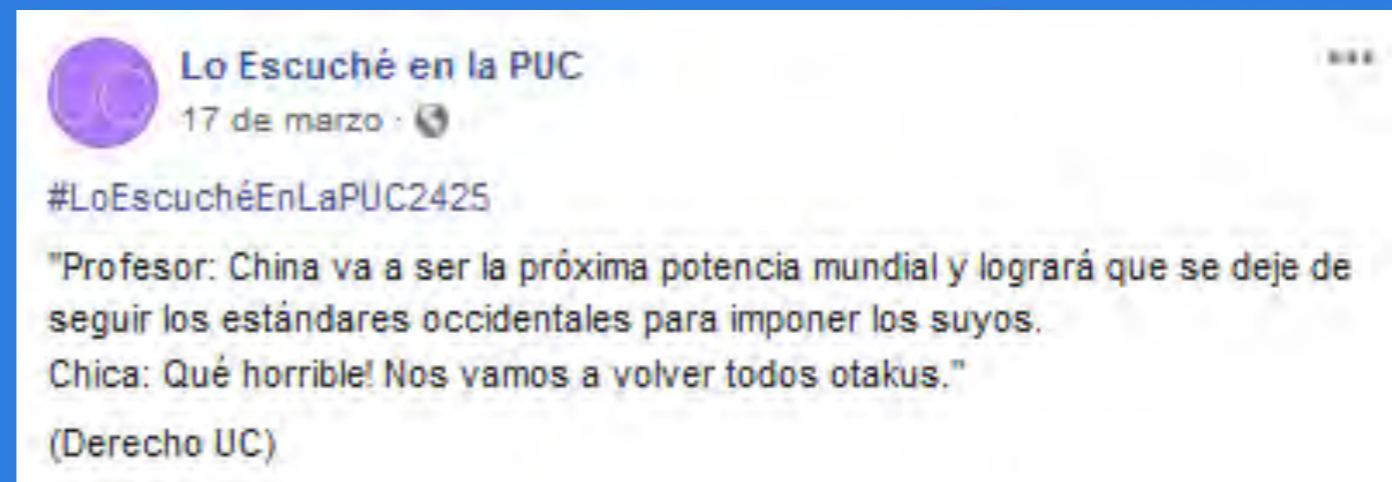 Lo Escuché en la PUC
17 de marzo ·
#LoEscuchéEnLaPUC2425
"Profesor: China va a ser la próxima potencia mundial y logrará que se deje de
seguir los estándares occidentales para imponer los suyos.
Chica: Qué horrible! Nos vamos a volver todos otakus."
(Derecho UC)